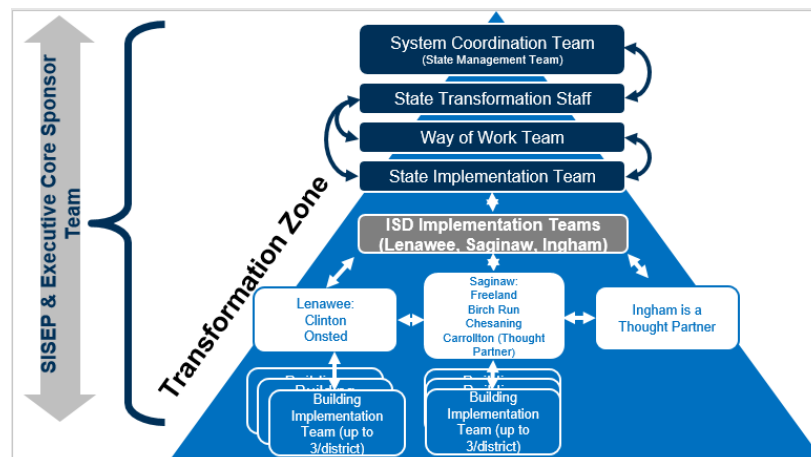 SISEP & Executive Core Sponsor
Team
Transformation Zone
System Coordination Team
(State Management Team)
State Transformation Staff
Way of Work Team
State Implementation Team
ISD Implementation Teams
(Lenawee, Saginaw, Ingham)
Lenawee:
Clinton
Onsted
Saginaw:
Freeland
Birch Run
Chesaning
Carrollton (Thought
Partner)
Ingham is a
Thought Partner
Building
Implementation
Team (up to
3/district)
Building
Implementation
Team (up to
3/district)